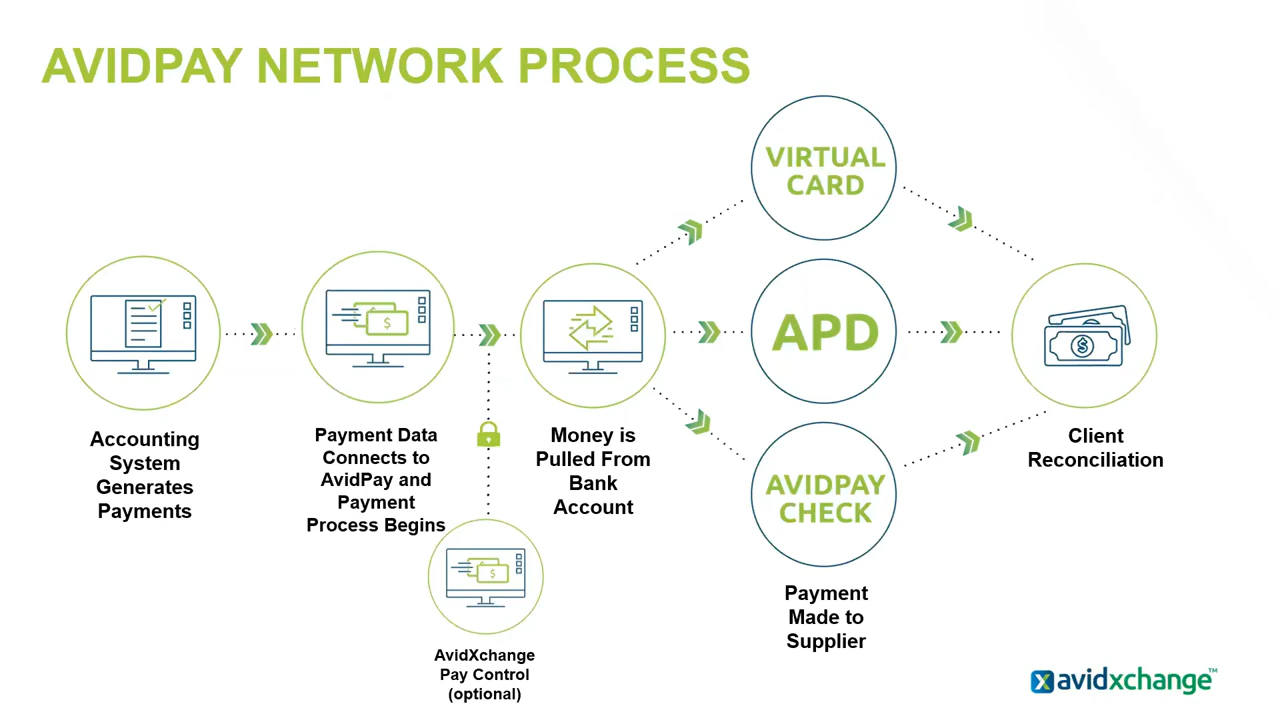 AVIDPAY NETWORK PROCESS
VIRTUAL
CARD
APD
AVIDPAY
CHECK
Accounting
System
Generates
Payments
Payment Data
Connects to
AvidPay and
Payment
Process Begins
$
AvidXchange
Pay Control
(optional)
$
Money is
Pulled From
Bank
Account
Payment
Made to
Supplier
Client
Reconciliation
$
avidxchange™